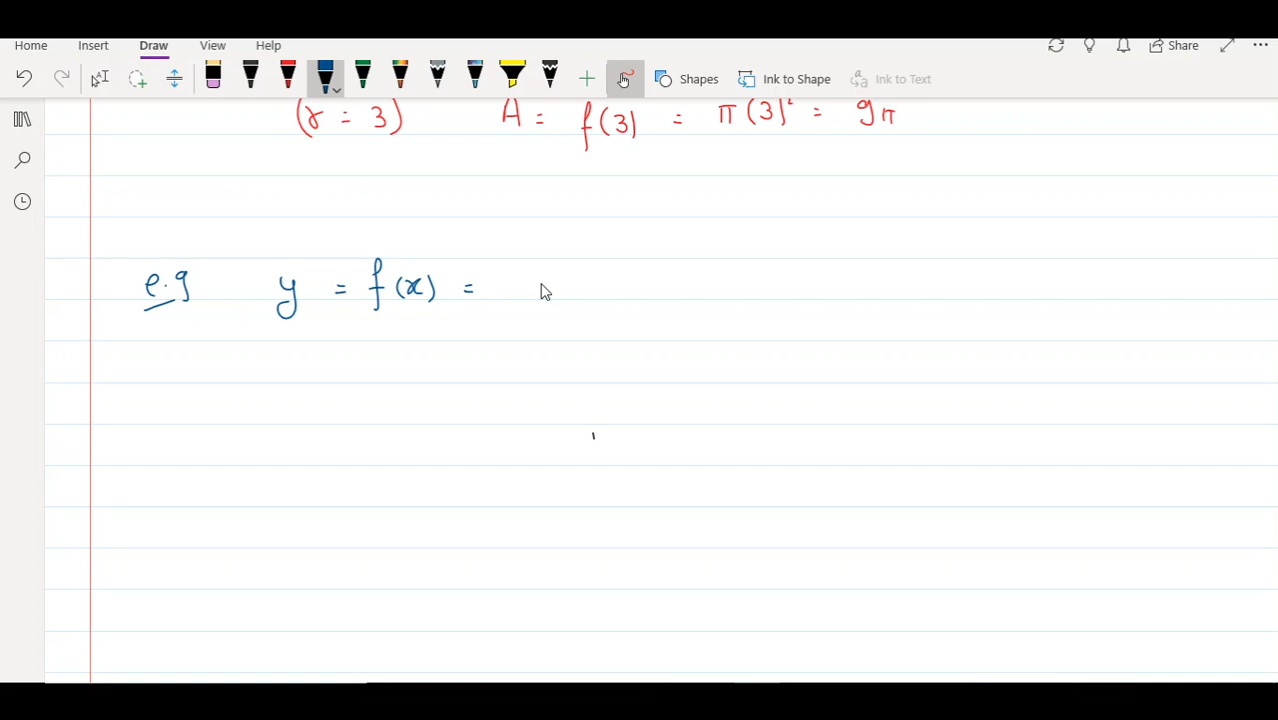 Home Insert Draw View Help
Share
Shapes Ink to Shape Ink to Text
(r = 3) A = f(3) = π(3)² = 9π
e.g y = f(x) =